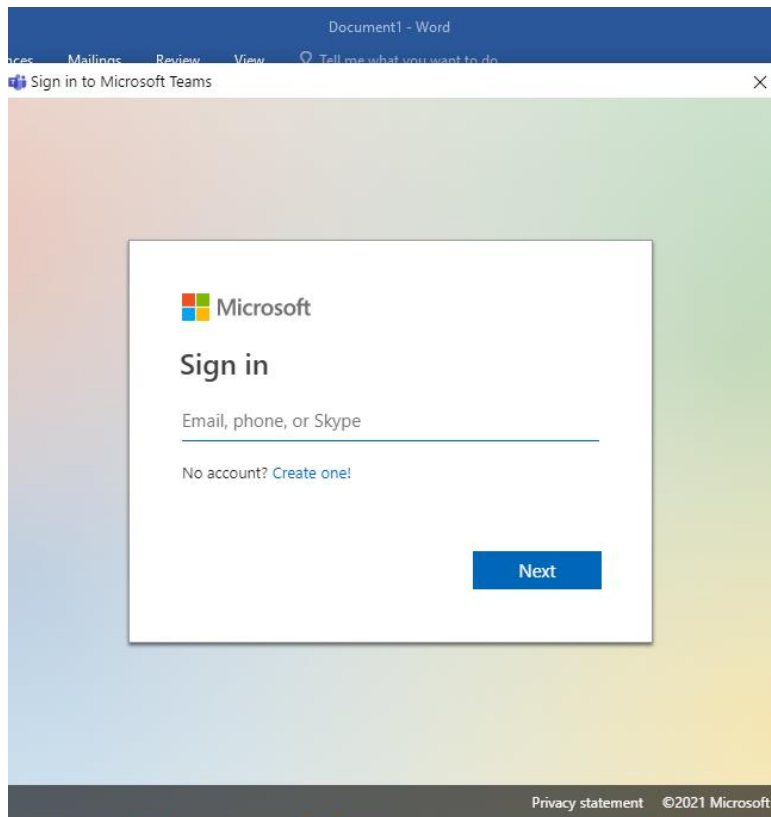 Document1 - Word
nces Mailings Review View Tell me what you want to do
Sign in to Microsoft Teams
Microsoft
Sign in
Email, phone, or Skype
No account? Create one!
Next
Privacy statement ©2021 Microsoft